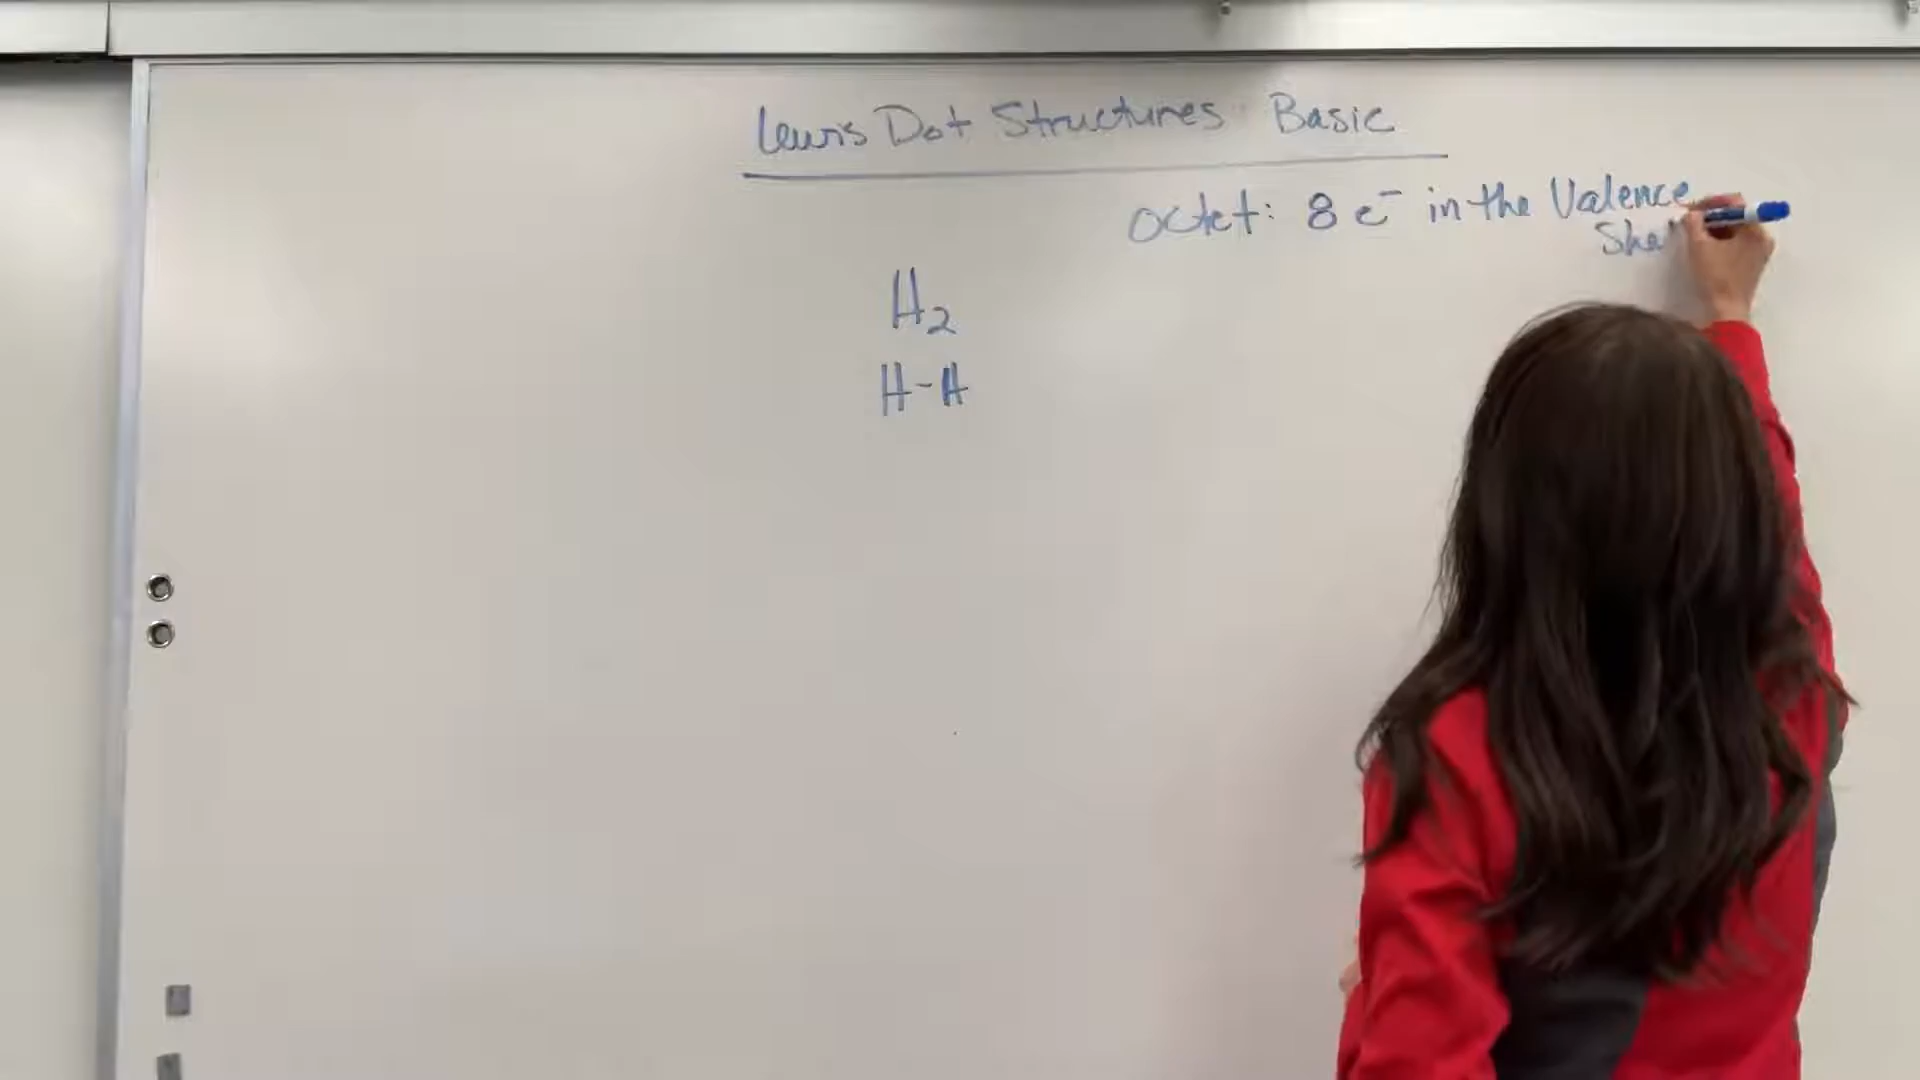 Lewis Dot Structures: Basic
octet: 8 e⁻ in the Valence
H₂
H-H